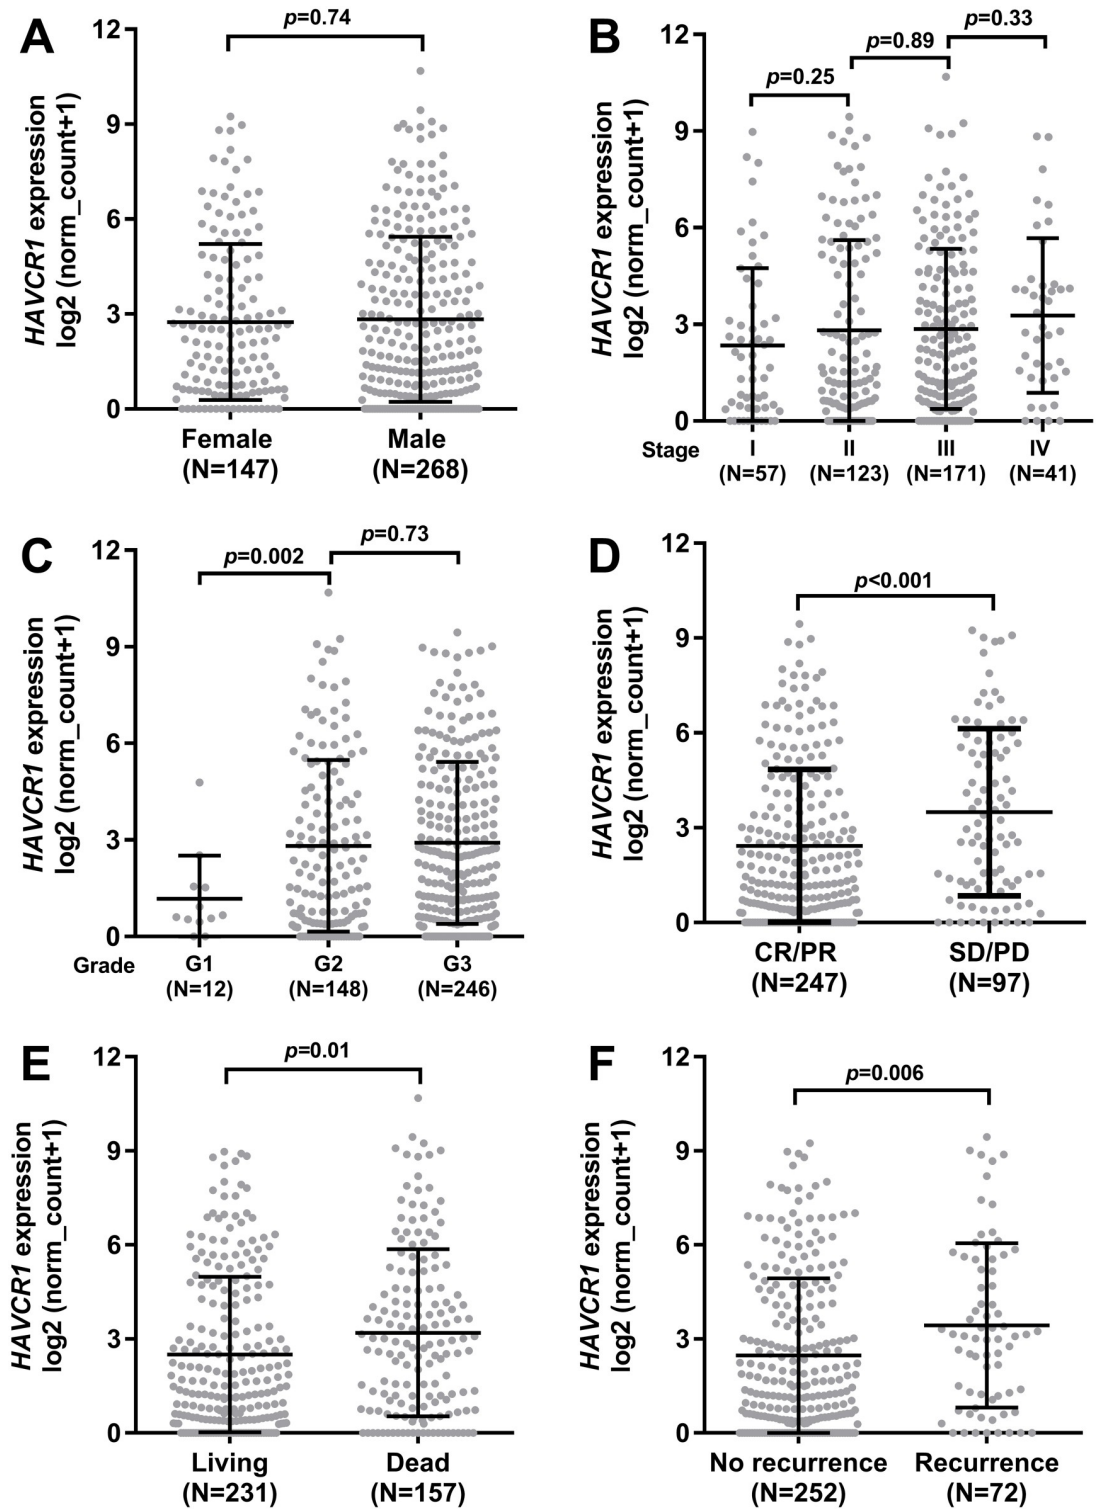 A
p=0.74
HAVCR1 expression
log2 (norm_count+1)
12
9
6
3
0
Female
(N=147)
Male
(N=268)
B
p=0.25
p=0.89
p=0.33
HAVCR1 expression
log2 (norm_count+1)
12
9
6
3
0
Stage
I
II
III
IV
(N=57)
(N=123)
(N=171)
(N=41)
C
p=0.002
p=0.73
HAVCR1 expression
log2 (norm_count+1)
12
9
6
3
0
Grade
G1
G2
G3
(N=12)
(N=148)
(N=246)
D
p<0.001
HAVCR1 expression
log2 (norm_count+1)
12
9
6
3
0
CR/PR
(N=247)
SD/PD
(N=97)
E
p=0.01
HAVCR1 expression
log2 (norm_count+1)
12
9
6
3
0
Living
(N=231)
Dead
(N=157)
F
p=0.006
HAVCR1 expression
log2 (norm_count+1)
12
9
6
3
0
No recurrence
(N=252)
Recurrence
(N=72)